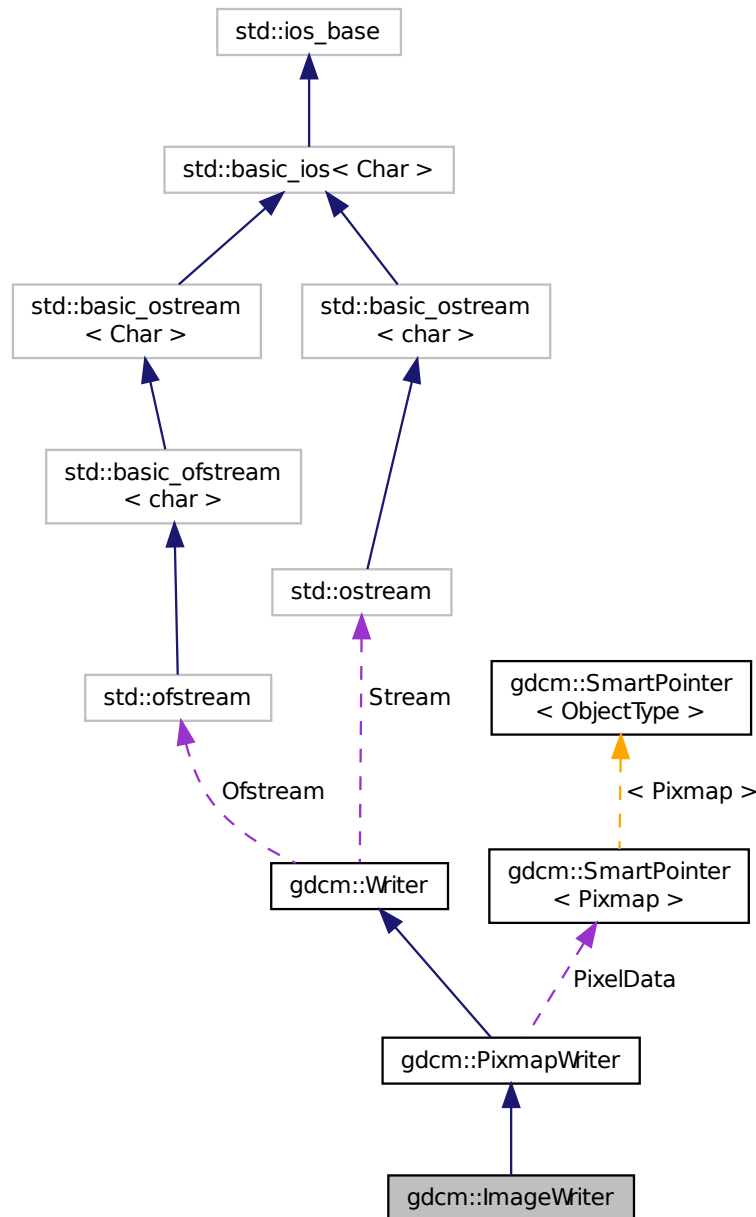 std::ios_base
std::basic_ios< Char >
std::basic_ostream
< Char >
std::basic_ostream
< char >
std::basic_ofstream
< char >
std::ostream
std::ofstream
Stream
gdcm::SmartPointer
< ObjectType >
Ofstream
< Pixmap >
gdcm::Writer
gdcm::SmartPointer
< Pixmap >
PixelData
gdcm::PixmapWriter
gdcm::ImageWriter